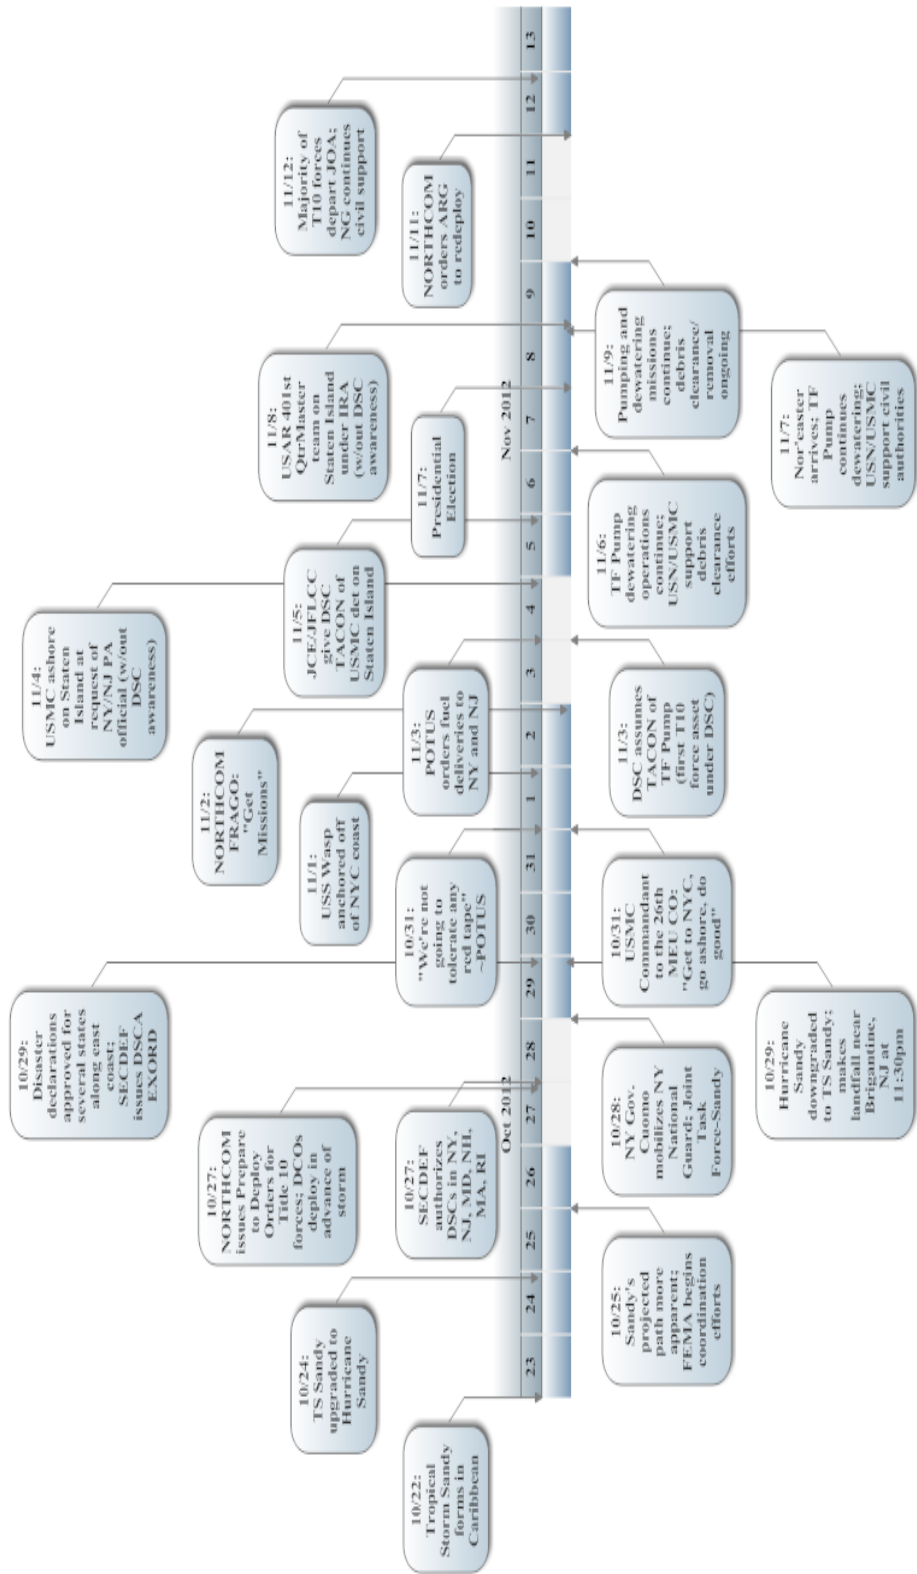 10/22:
Tropical
Storm Sandy
forms in
Caribbean
10/24:
TS Sandy
upgraded to
Hurricane
Sandy
10/27:
NORTHCOM
issues Prepare
to Deploy
Orders for
Title 10
forces; DCOs
deploy in
advance of
storm
10/27:
SECDEF
authorizes
DSCs in NY,
NJ, MD, NH,
MA, RI
10/29:
Disaster
declarations
approved for
several states
along east
coast;
SECDEF
issues DSCA
EXORD
10/31:
"We're not
going to
tolerate any
red tape"
~POTUS
11/1:
USS Wasp
anchored off
of NYC coast
11/2:
NORTHCOM
FRAGO:
"Get
Missions"
11/3:
POTUS
orders fuel
deliveries to
NY and NJ
11/4:
USMC ashore
on Staten
Island at
request of
NY/NJ PA
official (w/out
DSC
awareness)
11/5:
JCE/JFLCC
give DSC
TACON of
USMC det on
Staten Island
11/7:
Presidential
Election
11/8:
USAR 401st
QtrMaster
team on
Staten Island
under IRA
(w/out DSC
awareness)
11/11:
NORTHCOM
orders ARG
to redeploy
11/12:
Majority of
T10 forces
depart JOA;
NG continues
civil support
Oct 2012
Nov 2012
23
24
25
26
27
28
29
30
31
1
2
3
4
5
6
7
8
9
10
11
12
13
10/25:
Sandy's
projected
path more
apparent;
FEMA begins
coordination
efforts
10/28:
NY Gov.
Cuomo
mobilizes NY
National
Guard; Joint
Task
Force-Sandy
10/29:
Hurricane
Sandy
downgraded
to TS Sandy;
makes
landfall near
Brigantine,
NJ at
11:30pm
10/31:
USMC
Commandant
to the 26th
MEU CO:
"Get to NYC,
go ashore, do
good"
11/3:
DSC assumes
TACON of
TF Pump
(first T10
force asset
under DSC)
11/6:
TF Pump
dewatering
operations
continue;
USN/USMC
support
debris
clearance
efforts
11/7:
Nor'easter
arrives; TF
Pump
continues
dewatering;
USN/USMC
support civil
authorities
11/9:
Pumping and
dewatering
missions
continue;
debris
clearance/
removal
ongoing